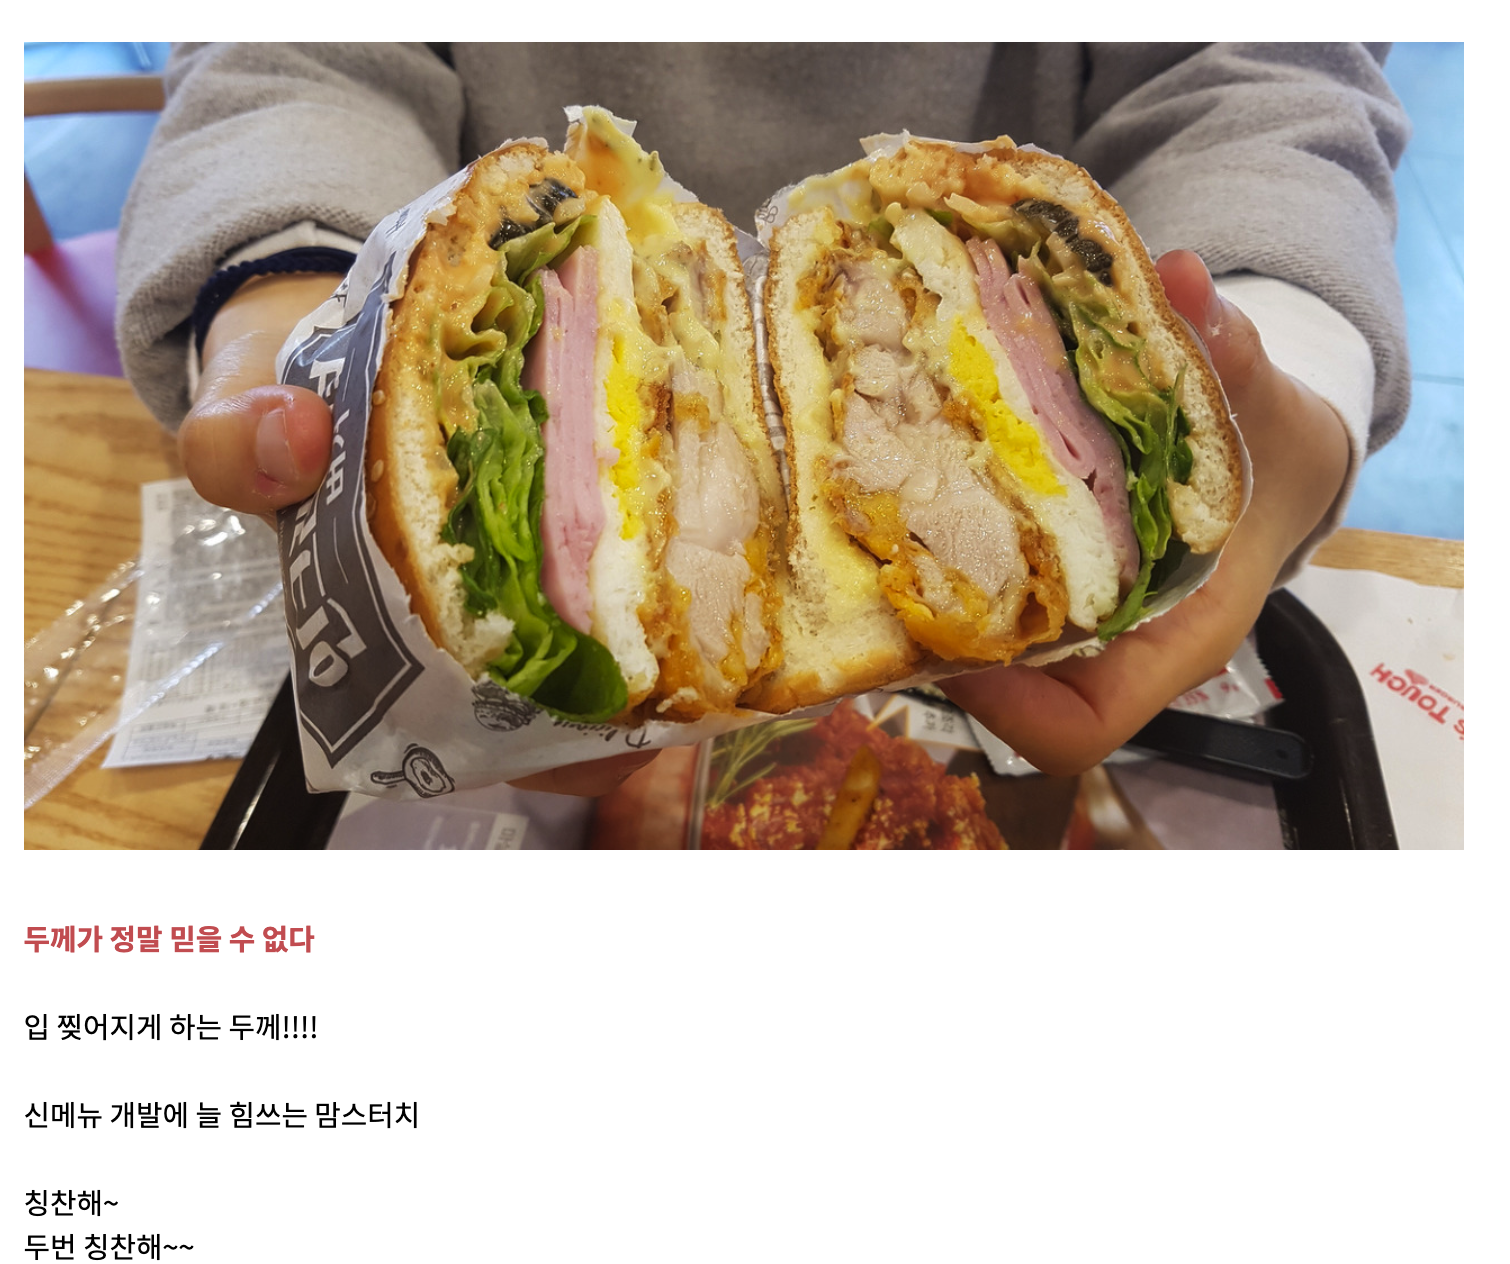 TOUCH
두께가 정말 믿을 수 없다
입 찢어지게 하는 두께!!!!
신메뉴 개발에 늘 힘쓰는 맘스터치
칭찬해~
두번 칭찬해~~